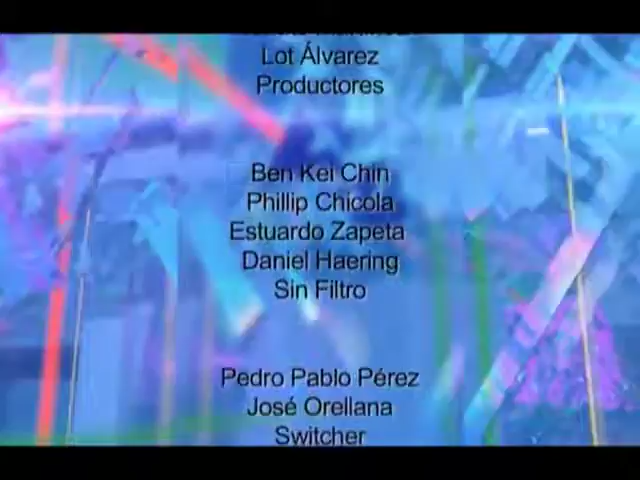 Lot Álvarez
Productores
Ben Kei Chin
Phillip Chicola
Estuardo Zapeta
Daniel Haering
Sin Filtro
Pedro Pablo Pérez
José Orellana
Switcher